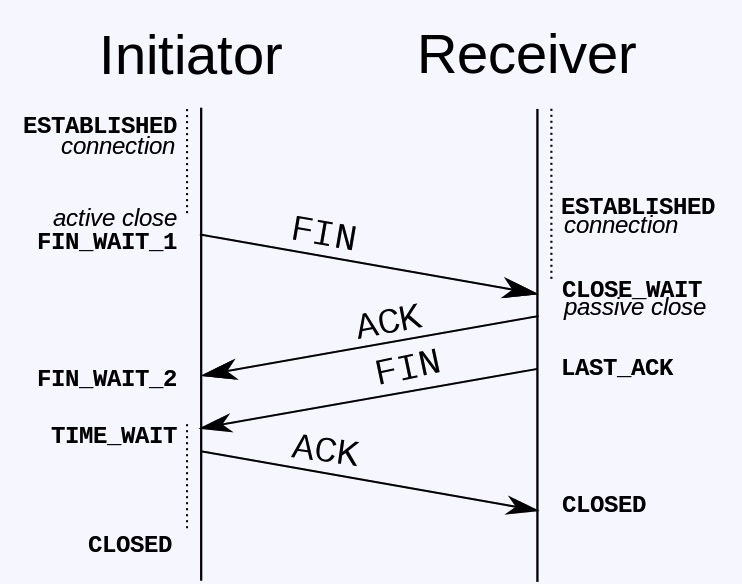 Initiator
Receiver
ESTABLISHED
connection
active close
FIN_WAIT_1
FIN
ESTABLISHED
connection
CLOSE_WAIT
passive close
ACK
FIN_WAIT_2
FIN
LAST_ACK
TIME_WAIT
ACK
CLOSED
CLOSED